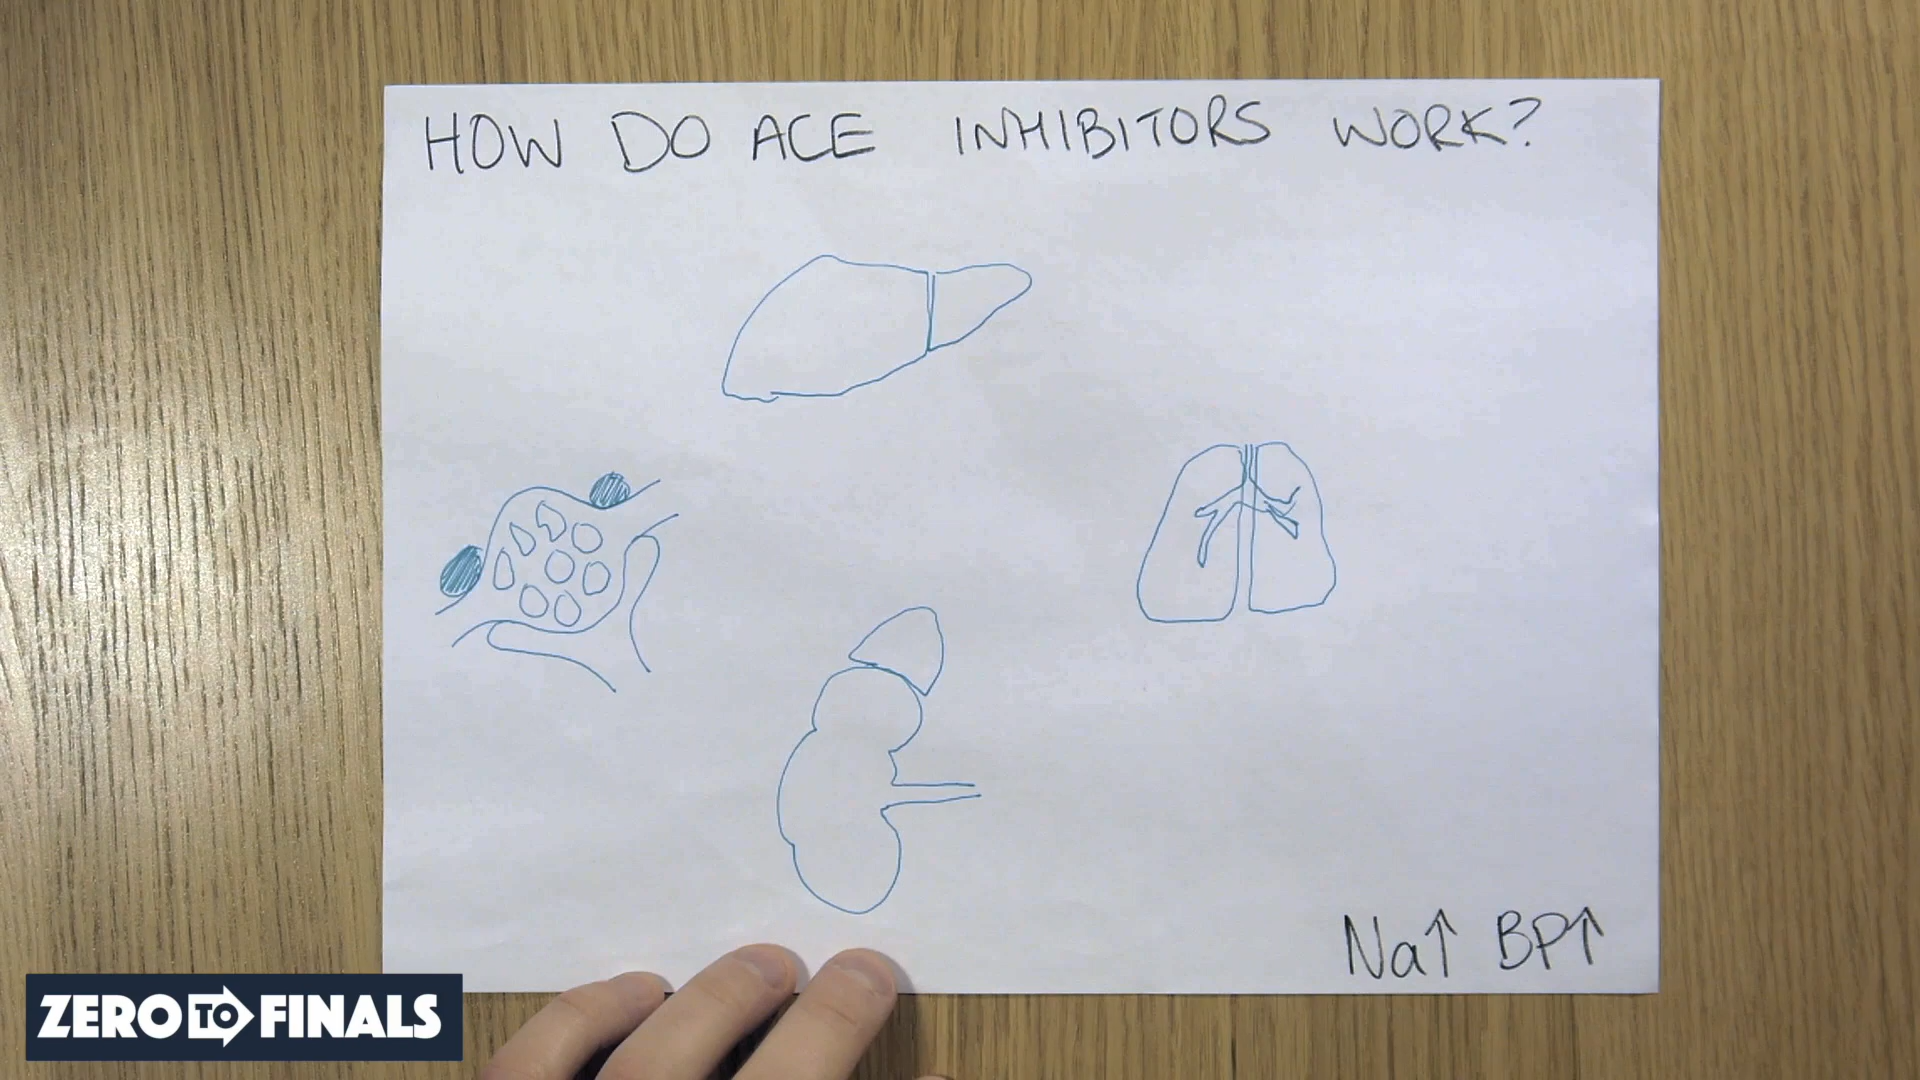 HOW DO ACE INHIBITORS WORK?
Na↑ BP↑
ZERO TO FINALS